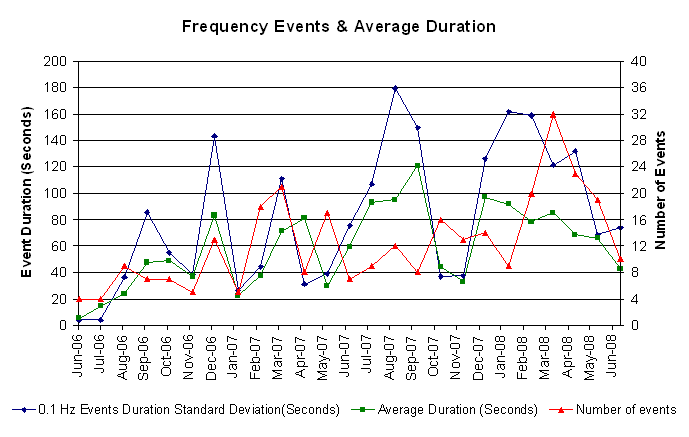 Frequency Events & Average Duration
Event Duration (Seconds)
200
180
160
140
120
100
80
60
40
20
0
40
36
32
28
24
20
16
12
8
4
0
Number of Events
Jun-06
Jul-06
Aug-06
Sep-06
Oct-06
Nov-06
Dec-06
Jan-07
Feb-07
Mar-07
Apr-07
May-07
Jun-07
Jul-07
Aug-07
Sep-07
Oct-07
Nov-07
Dec-07
Jan-08
Feb-08
Mar-08
Apr-08
May-08
Jun-08
0.1 Hz Events Duration Standard Deviation(Seconds)
Average Duration (Seconds)
Number of events